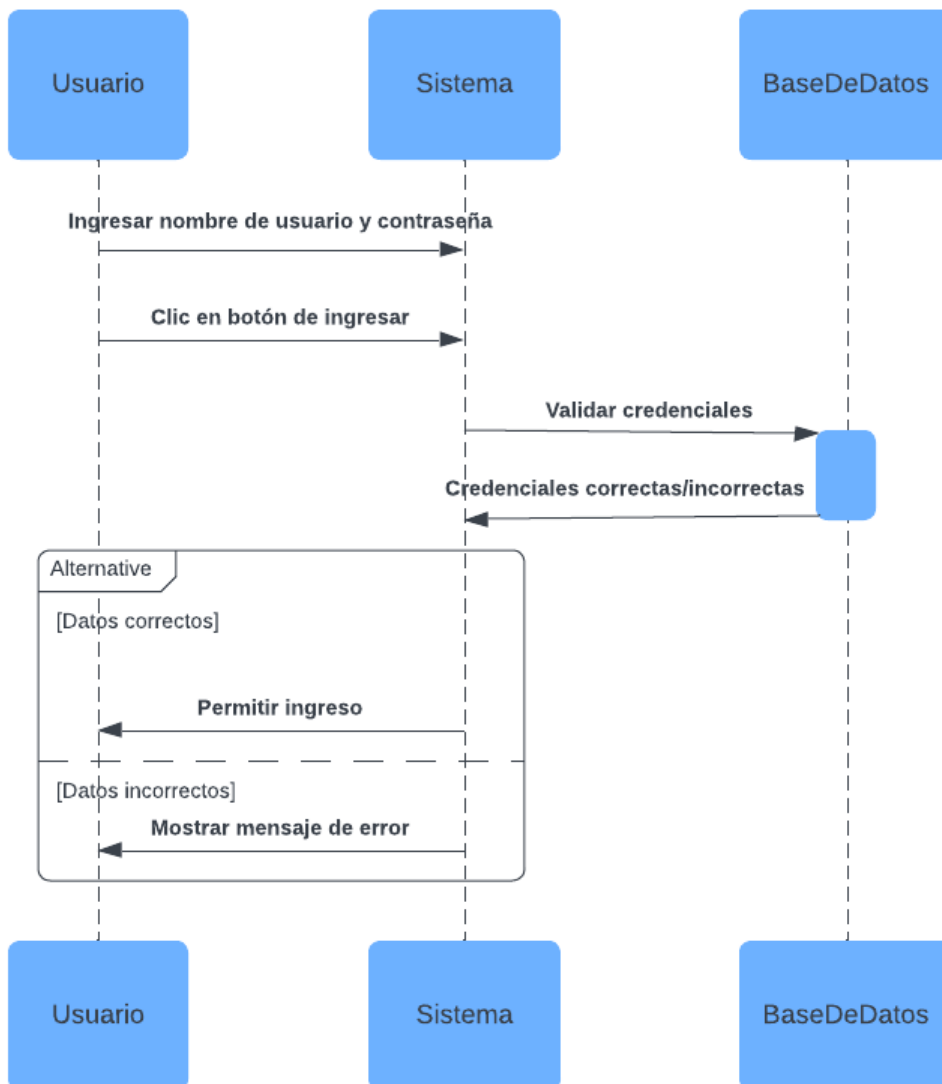 Usuario
Sistema
BaseDeDatos
Ingresar nombre de usuario y contraseña
Clic en botón de ingresar
Validar credenciales
Credenciales correctas/incorrectas
Alternative
[Datos correctos]
Permitir ingreso
[Datos incorrectos]
Mostrar mensaje de error
Usuario
Sistema
BaseDeDatos